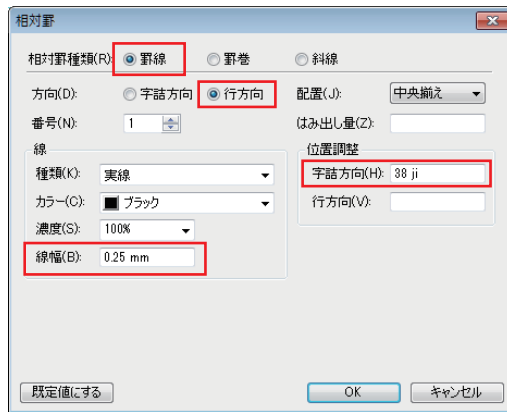 相対罫
相対罫種類(R): 罫線 罫巻 斜線
方向(D): 字詰方向 行方向 配置(J): 中央揃え
番号(N): 1 はみ出し量(Z):
線 位置調整
種類(K): 実線 字詰方向(H): 38 ji
カラー(C): ブラック 行方向(V):
濃度(S): 100%
線幅(B): 0.25 mm
既定値にする OK キャンセル